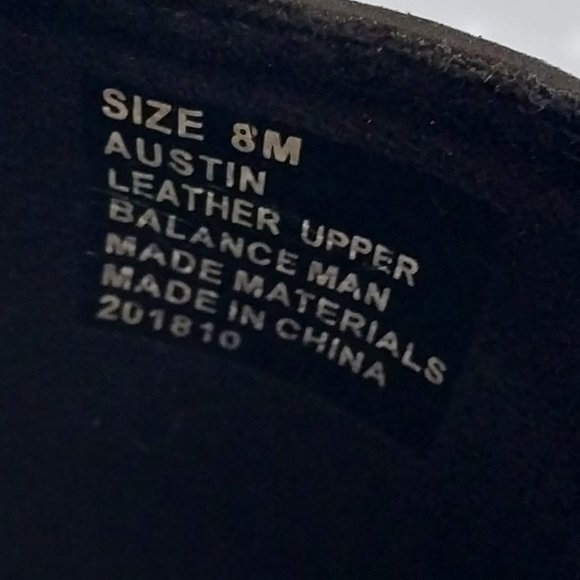 SIZE 8M
AUSTIN
LEATHER UPPER
BALANCE MAN
MADE MATERIALS
MADE IN CHINA
201810